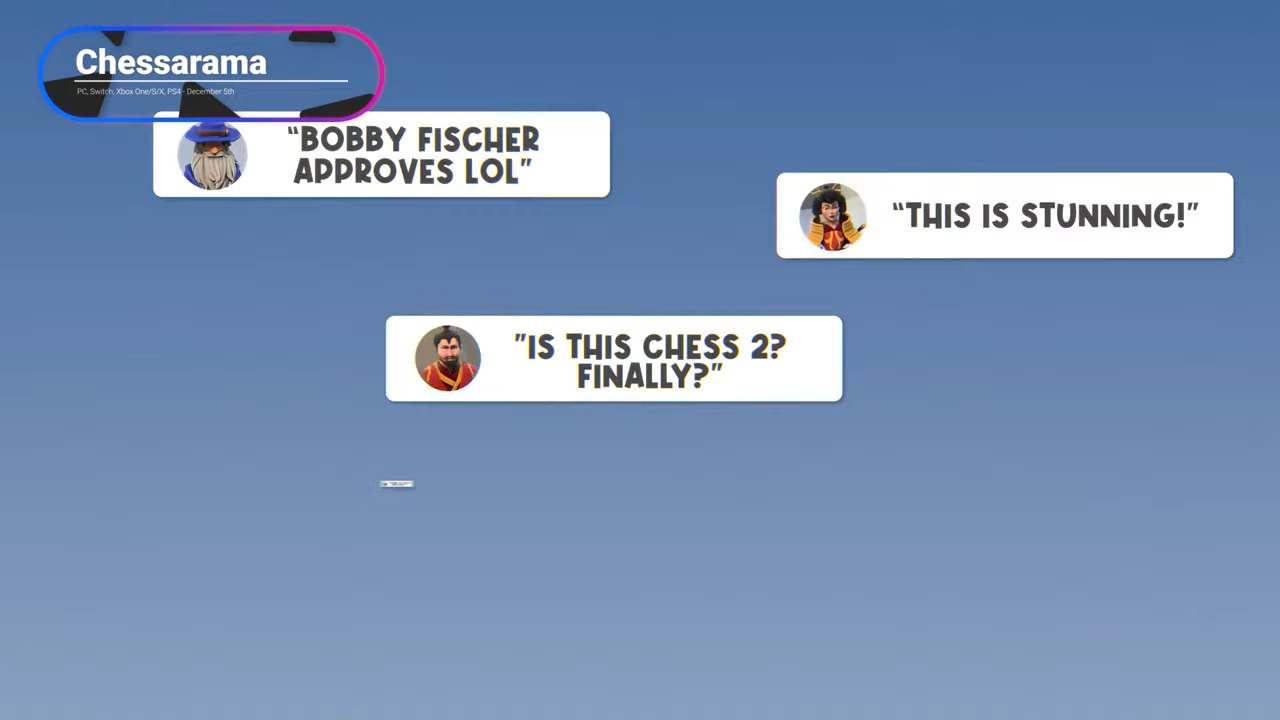 Chessarama
PC, Switch, Xbox One/S/X, PS4 - December 5th
“BOBBY FISCHER
APPROVES LOL”
“THIS IS STUNNING!”
”IS THIS CHESS 2?
FINALLY?”